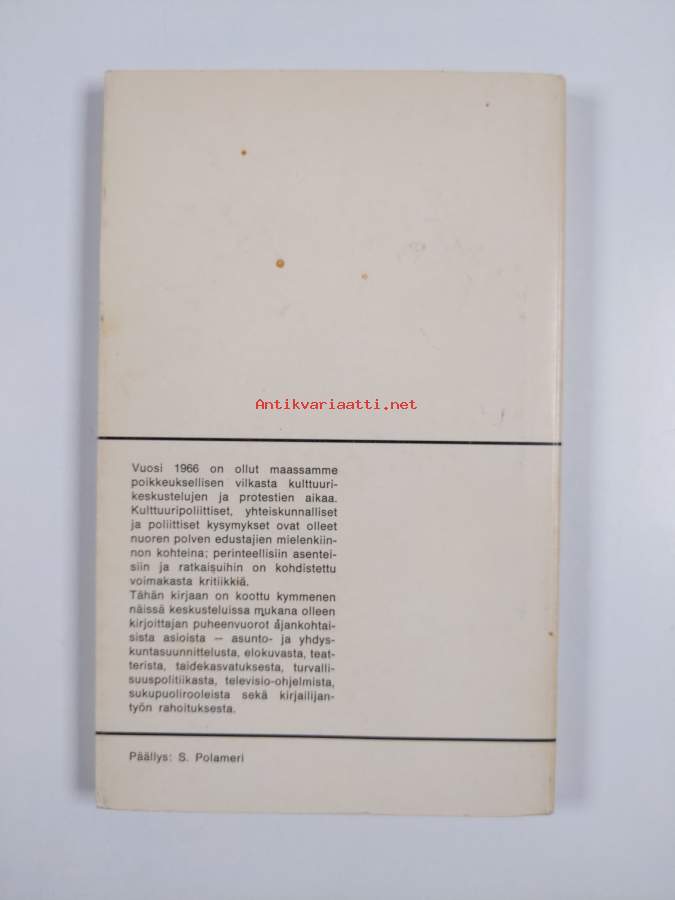 Antikvariaatti.net
Vuosi 1966 on ollut maassamme
poikkeuksellisen vilkasta kulttuuri-
keskustelujen ja protestien aikaa.
Kulttuuripoliittiset, yhteiskunnalliset
ja poliittiset kysymykset ovat olleet
nuoren polven edustajien mielenkiin-
non kohteina; perinteellisiin asentei-
siin ja ratkaisuihin on kohdistettu
voimakasta kritiikkiä.
Tähän kirjaan on koottu kymmenen
näissä keskusteluissa mukana olleen
kirjoittajan puheenvuorot ajankohtai-
sista asioista — asunto- ja yhdys-
kuntasuunnittelusta, elokuvasta, teat-
terista, taidekasvatuksesta, turvalli-
suuspolitiikasta, televisio-ohjelmista,
sukupuolirooleista sekä kirjailijan-
työn rahoituksesta.
Päällys: S. Polameri